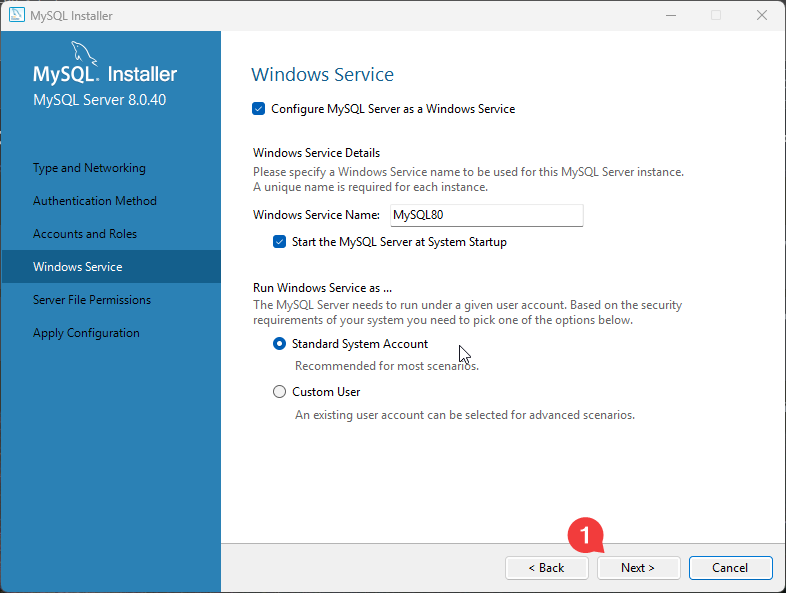 MySQL Installer
MySQL. Installer
MySQL Server 8.0.40
Type and Networking
Authentication Method
Accounts and Roles
Windows Service
Server File Permissions
Apply Configuration
Windows Service
Configure MySQL Server as a Windows Service
Windows Service Details
Please specify a Windows Service name to be used for this MySQL Server instance.
A unique name is required for each instance.
Windows Service Name: MySQL80
Start the MySQL Server at System Startup
Run Windows Service as ...
The MySQL Server needs to run under a given user account. Based on the security
requirements of your system you need to pick one of the options below.
Standard System Account
Recommended for most scenarios.
Custom User
An existing user account can be selected for advanced scenarios.
1
< Back Next > Cancel